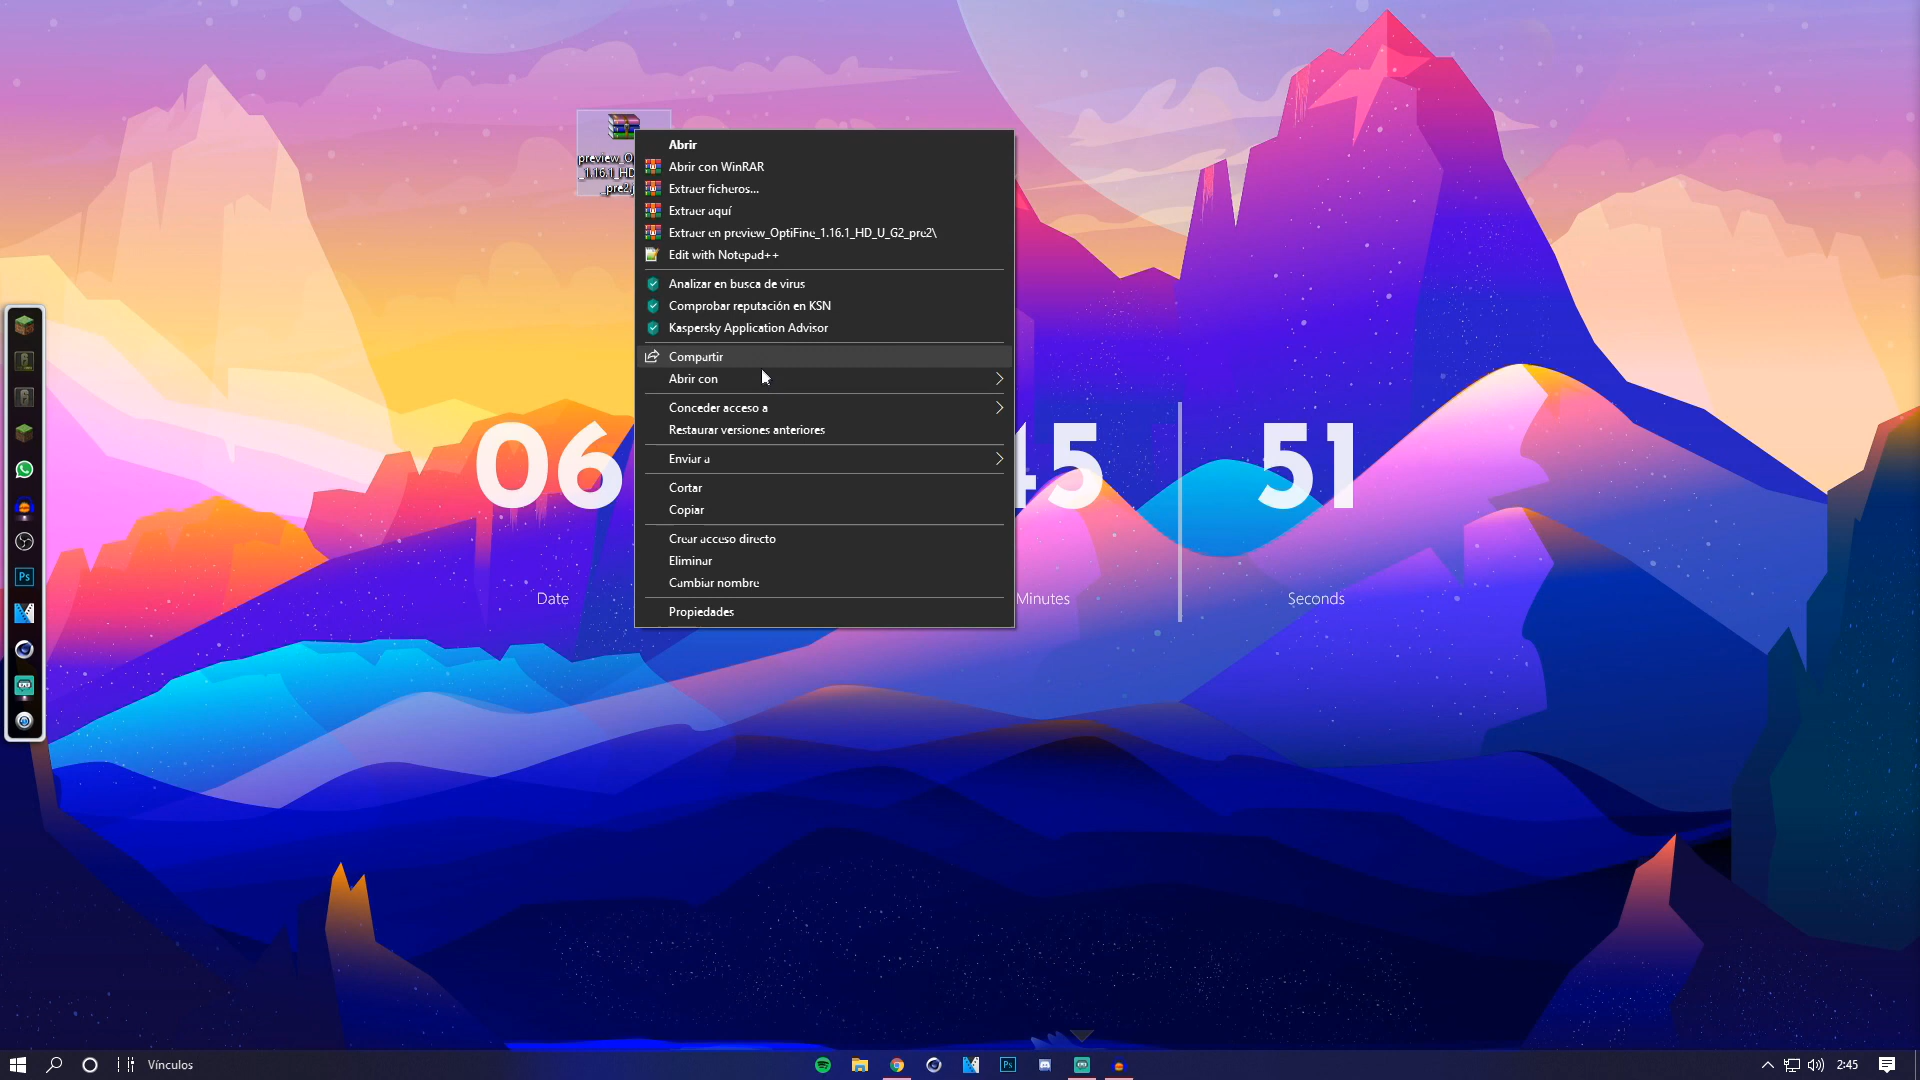 preview_O
_1.16.1_HD
_pre2.j
Abrir
Abrir con WinRAR
Extraer ficheros...
Extraer aquí
Extraer en preview_OptiFine_1.16.1_HD_U_G2_pre2\
Edit with Notepad++
Analizar en busca de virus
Comprobar reputación en KSN
Kaspersky Application Advisor
Compartir
Abrir con
Conceder acceso a
Restaurar versiones anteriores
Enviar a
Cortar
Copiar
Crear acceso directo
Eliminar
Cambiar nombre
Propiedades
06
45
51
Date
Minutes
Seconds
Ps
Vínculos
Ps
2:45